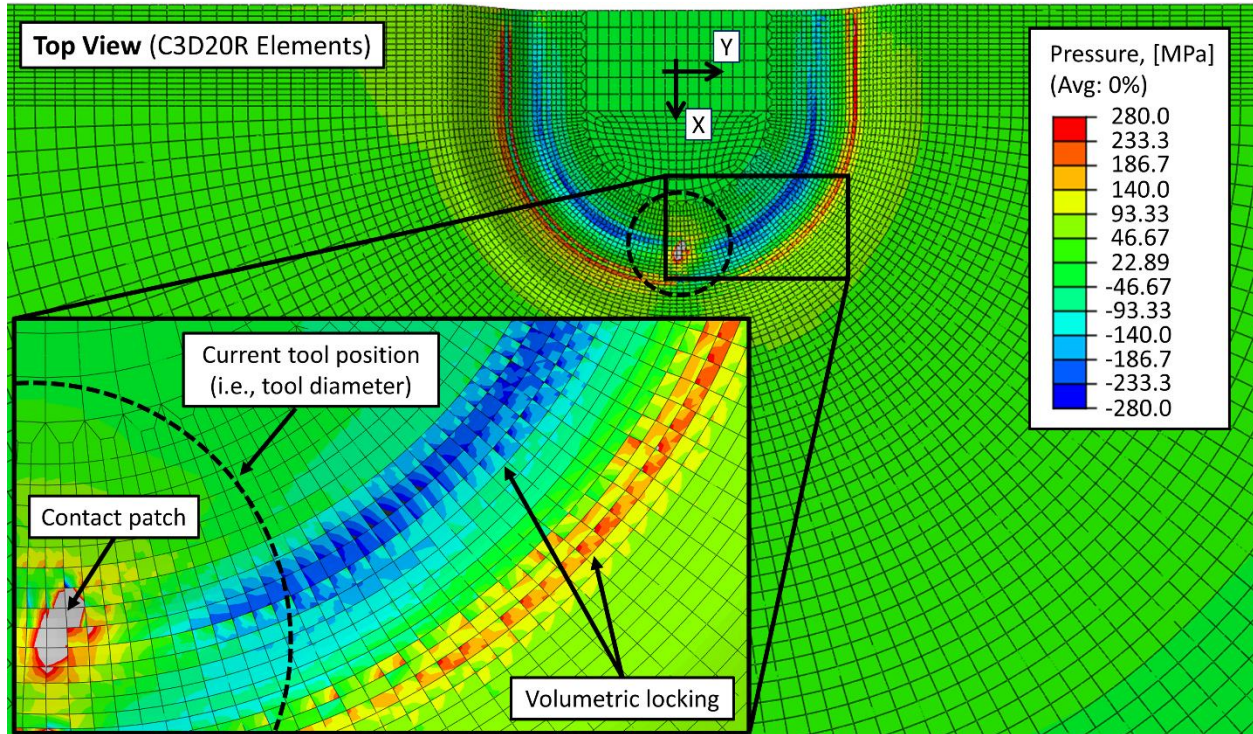 Top View (C3D20R Elements)
Y
X
Pressure, [MPa]
(Avg: 0%)
280.0
233.3
186.7
140.0
93.33
46.67
22.89
-46.67
-93.33
-140.0
-186.7
-233.3
-280.0
Current tool position
(i.e., tool diameter)
Contact patch
Volumetric locking